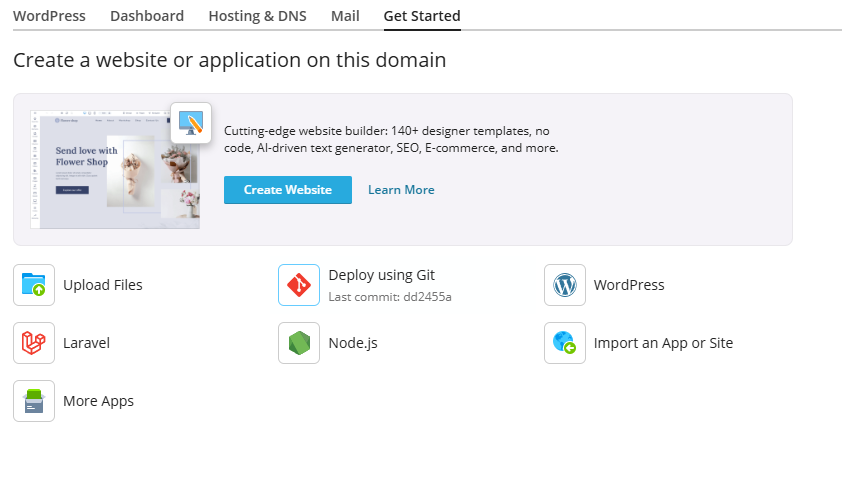 WordPress Dashboard Hosting & DNS Mail Get Started
Create a website or application on this domain
Send love with
Flower Shop
Cutting-edge website builder: 140+ designer templates, no
code, AI-driven text generator, SEO, E-commerce, and more.
Create Website Learn More
Upload Files
Deploy using Git
Last commit: dd2455a
WordPress
Laravel
Node.js
Import an App or Site
More Apps